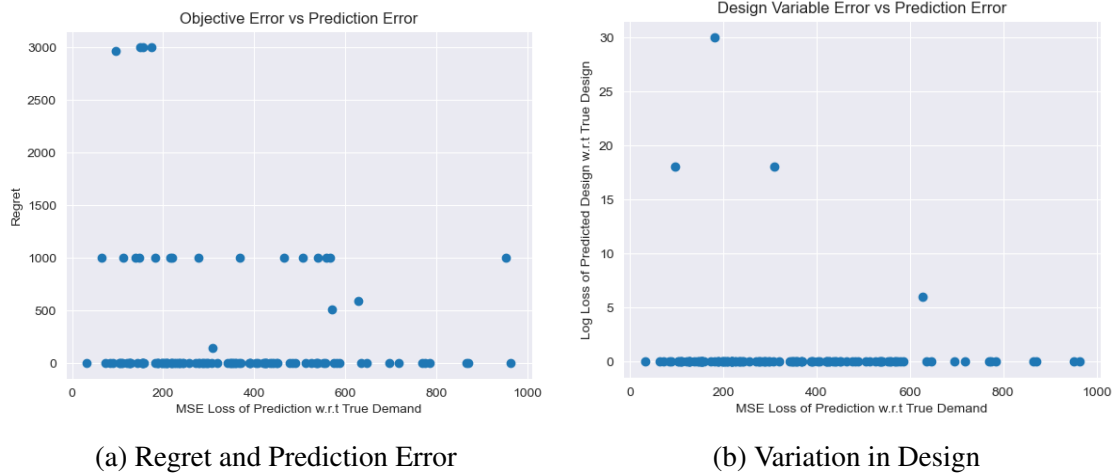 Objective Error vs Prediction Error
3000
2500
2000
1500
1000
500
0
Regret
0 200 400 600 800 1000
MSE Loss of Prediction w.r.t True Demand
(a) Regret and Prediction Error
Design Variable Error vs Prediction Error
30
25
20
15
10
5
0
Log Loss of Predicted Design w.r.t True Design
0 200 400 600 800 1000
MSE Loss of Prediction w.r.t True Demand
(b) Variation in Design